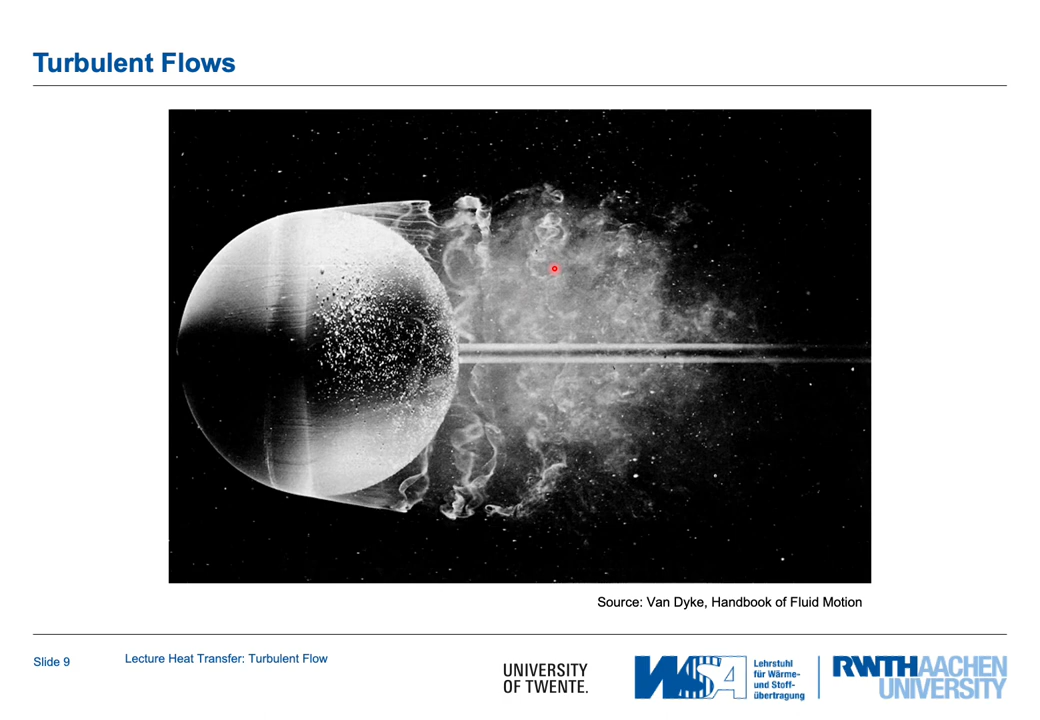 Turbulent Flows
Source: Van Dyke, Handbook of Fluid Motion
Slide 9
Lecture Heat Transfer: Turbulent Flow
UNIVERSITY
OF TWENTE.
WSA
Lehrstuhl
für Wärme-
und Stoff-
übertragung
RWTHAACHEN
UNIVERSITY